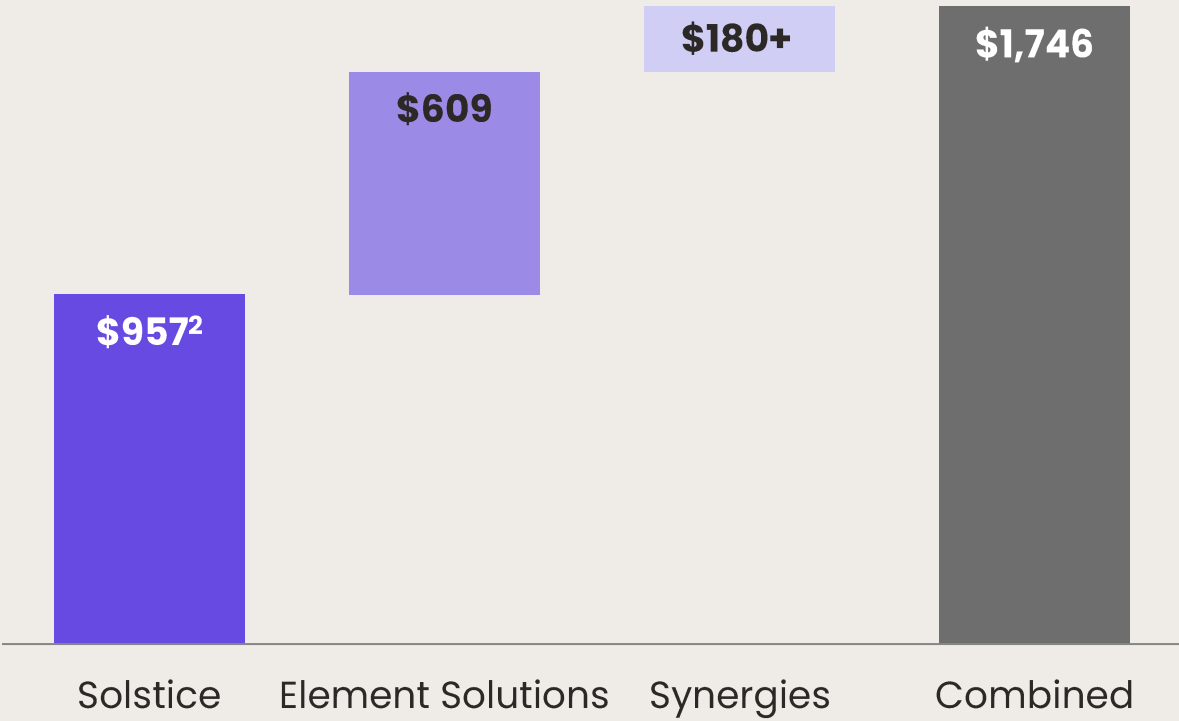 $180+
$1,746
$609
$957²
Solstice
Element Solutions
Synergies
Combined